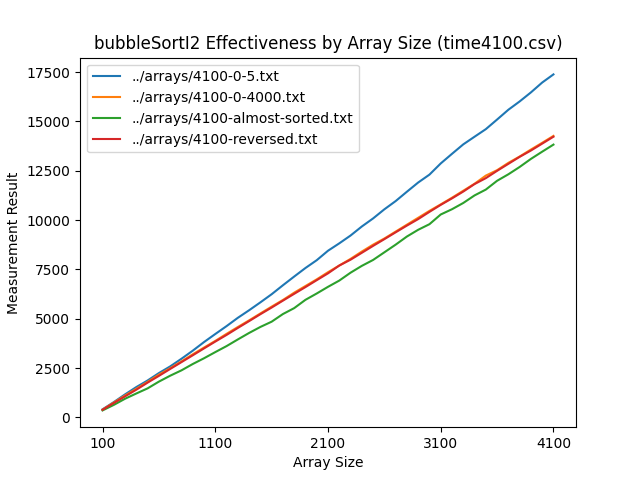 bubbleSortI2 Effectiveness by Array Size (time4100.csv)
../arrays/4100-0-5.txt
../arrays/4100-0-4000.txt
../arrays/4100-almost-sorted.txt
../arrays/4100-reversed.txt
Measurement Result
17500
15000
12500
10000
7500
5000
2500
0
100 1100 2100 3100 4100
Array Size